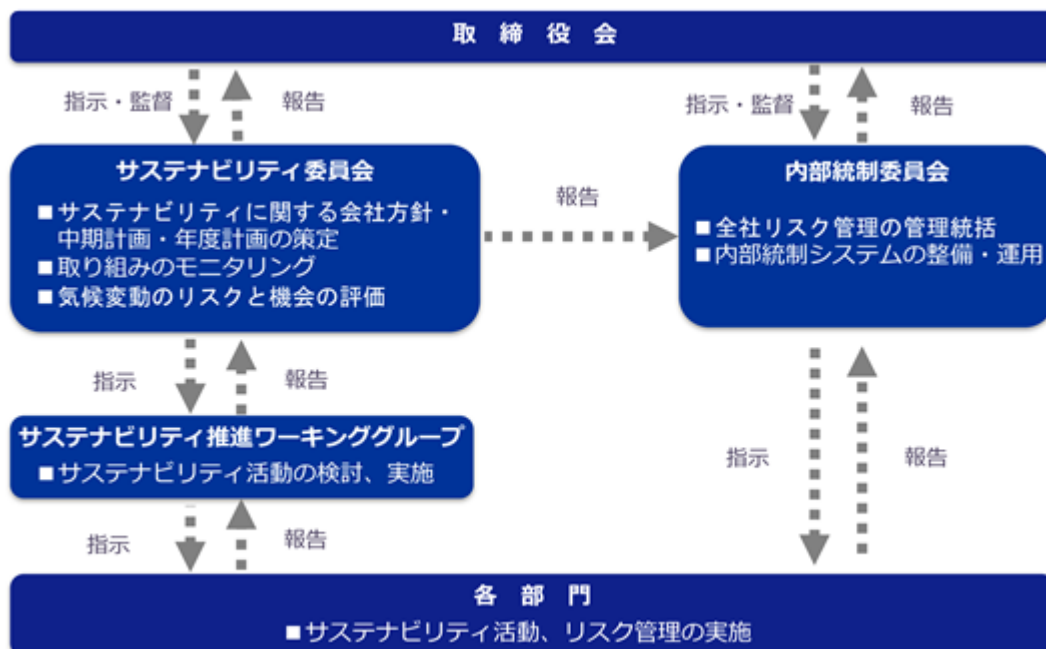 取締役会
指示・監督
報告
指示・監督
報告
サステナビリティ委員会
■サステナビリティに関する会社方針・
中期計画・年度計画の策定
■取り組みのモニタリング
■気候変動のリスクと機会の評価
報告
内部統制委員会
■全社リスク管理の管理統括
■内部統制システムの整備・運用
指示
報告
サステナビリティ推進ワーキンググループ
■サステナビリティ活動の検討、実施
指示
報告
指示
報告
各部門
■サステナビリティ活動、リスク管理の実施